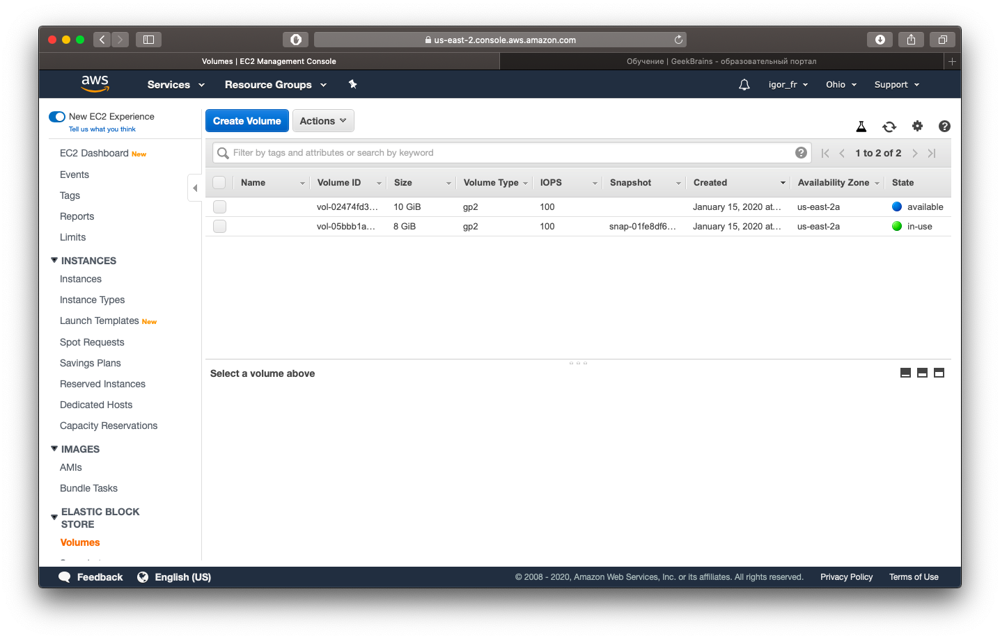 us-east-2.console.aws.amazon.com
Volumes | EC2 Management Console
Обучение | GeekBrains - образовательный портал
aws
Services
Resource Groups
igor_fr
Ohio
Support
New EC2 Experience
Tell us what you think
EC2 Dashboard New
Events
Tags
Reports
Limits
INSTANCES
Instances
Instance Types
Launch Templates New
Spot Requests
Savings Plans
Reserved Instances
Dedicated Hosts
Capacity Reservations
IMAGES
AMIs
Bundle Tasks
ELASTIC BLOCK
STORE
Volumes
Create Volume
Actions
Filter by tags and attributes or search by keyword
1 to 2 of 2
Name Volume ID Size Volume Type IOPS Snapshot Created Availability Zone State
vol-02474fd3... 10 GiB gp2 100 January 15, 2020 at... us-east-2a available
vol-05bbb1a... 8 GiB gp2 100 snap-01fe8df6... January 15, 2020 at... us-east-2a in-use
Select a volume above
Feedback
English (US)
© 2008 - 2020, Amazon Web Services, Inc. or its affiliates. All rights reserved.
Privacy Policy
Terms of Use